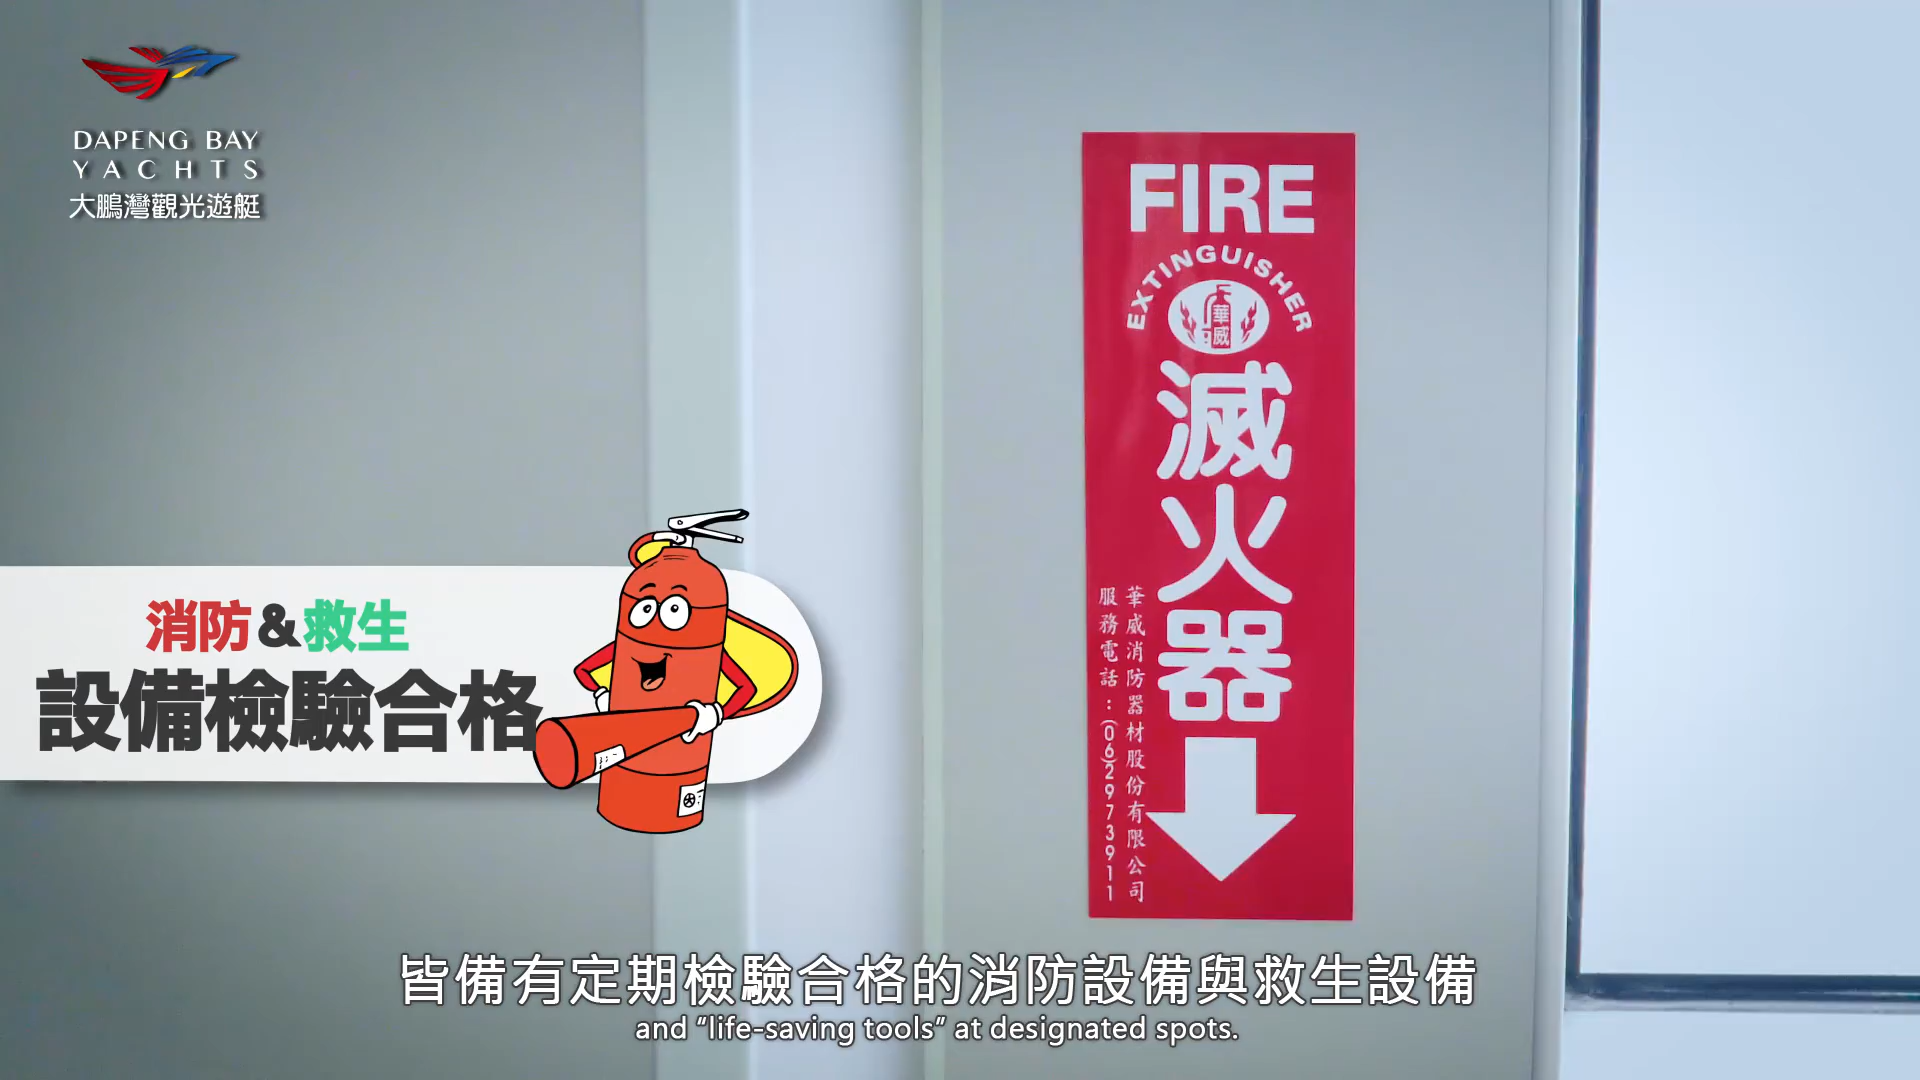 DAPENG BAY
YACHTS
大鵬灣觀光遊艇
FIRE
EXTINGUISHER
華威
滅火器
華威消防器材股份有限公司
服務電話：(06)2973911
消防&救生
設備檢驗合格
皆備有定期檢驗合格的消防設備與救生設備
and “life-saving tools” at designated spots.